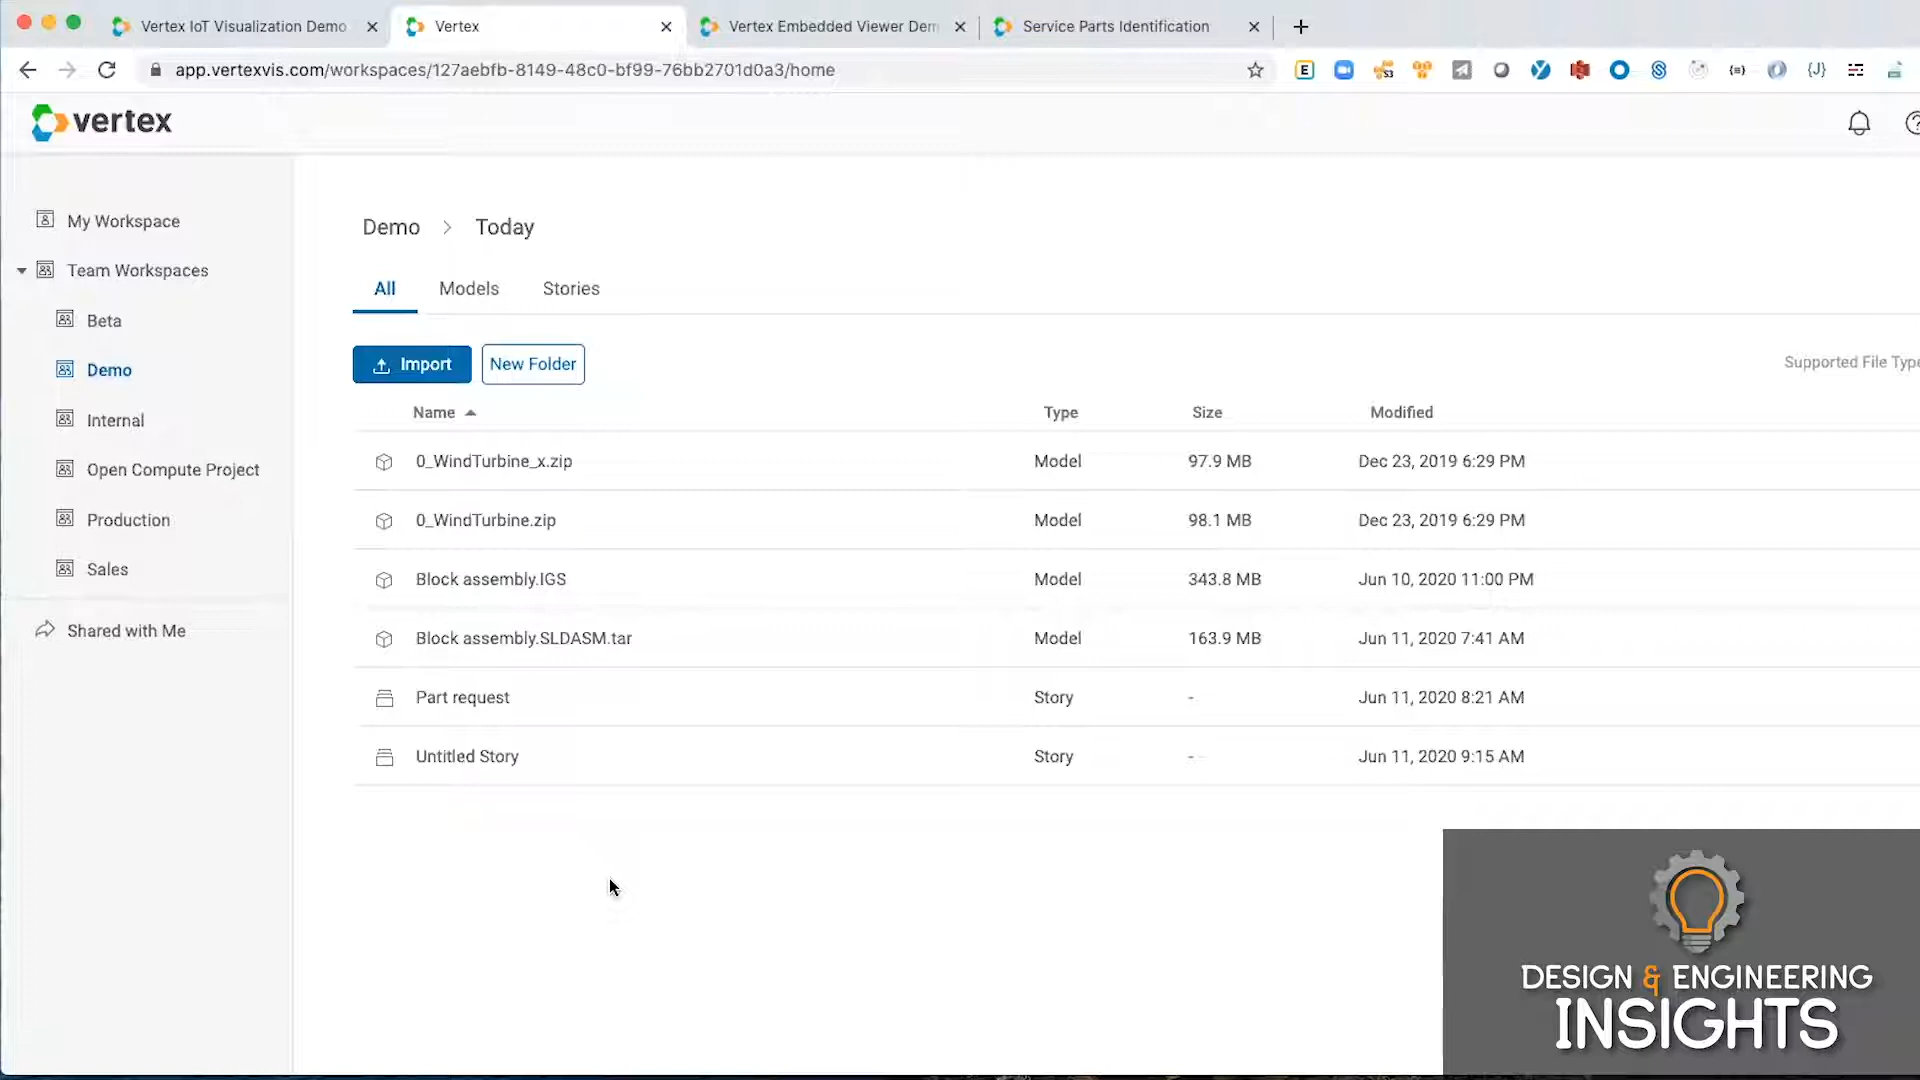 Vertex IoT Visualization Demo
Vertex
Vertex Embedded Viewer Dem
Service Parts Identification
app.vertexvis.com/workspaces/127aebfb-8149-48c0-bf99-76bb2701d0a3/home
vertex
My Workspace
Team Workspaces
Beta
Demo
Internal
Open Compute Project
Production
Sales
Shared with Me
Demo > Today
All Models Stories
Import New Folder
Supported File Type
Name Type Size Modified
0_WindTurbine_x.zip Model 97.9 MB Dec 23, 2019 6:29 PM
0_WindTurbine.zip Model 98.1 MB Dec 23, 2019 6:29 PM
Block assembly.IGS Model 343.8 MB Jun 10, 2020 11:00 PM
Block assembly.SLDASM.tar Model 163.9 MB Jun 11, 2020 7:41 AM
Part request Story - Jun 11, 2020 8:21 AM
Untitled Story Story - Jun 11, 2020 9:15 AM
DESIGN & ENGINEERING
INSIGHTS